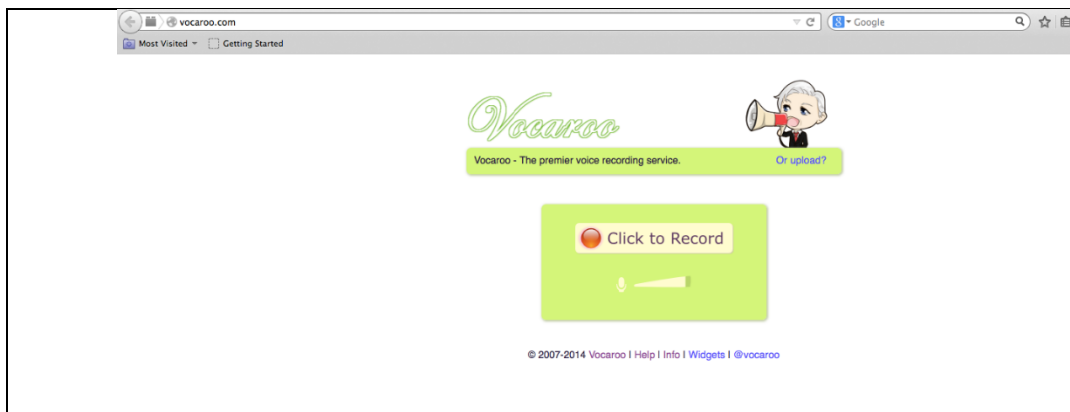 vocaroo.com
Google
Most Visited
Getting Started
Vocaroo
Vocaroo - The premier voice recording service. Or upload?
Click to Record
© 2007-2014 Vocaroo | Help | Info | Widgets | @vocaroo